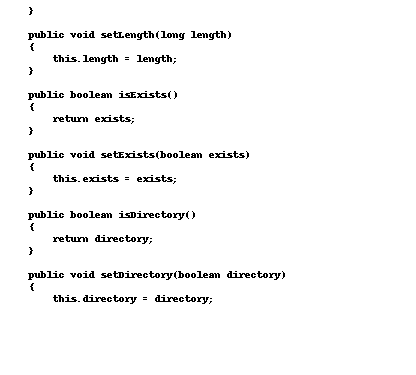 }
public void setLength(long length)
{
this.length = length;
}
public boolean isExists()
{
return exists;
}
public void setExists(boolean exists)
{
this.exists = exists;
}
public boolean isDirectory()
{
return directory;
}
public void setDirectory(boolean directory)
{
this.directory = directory;